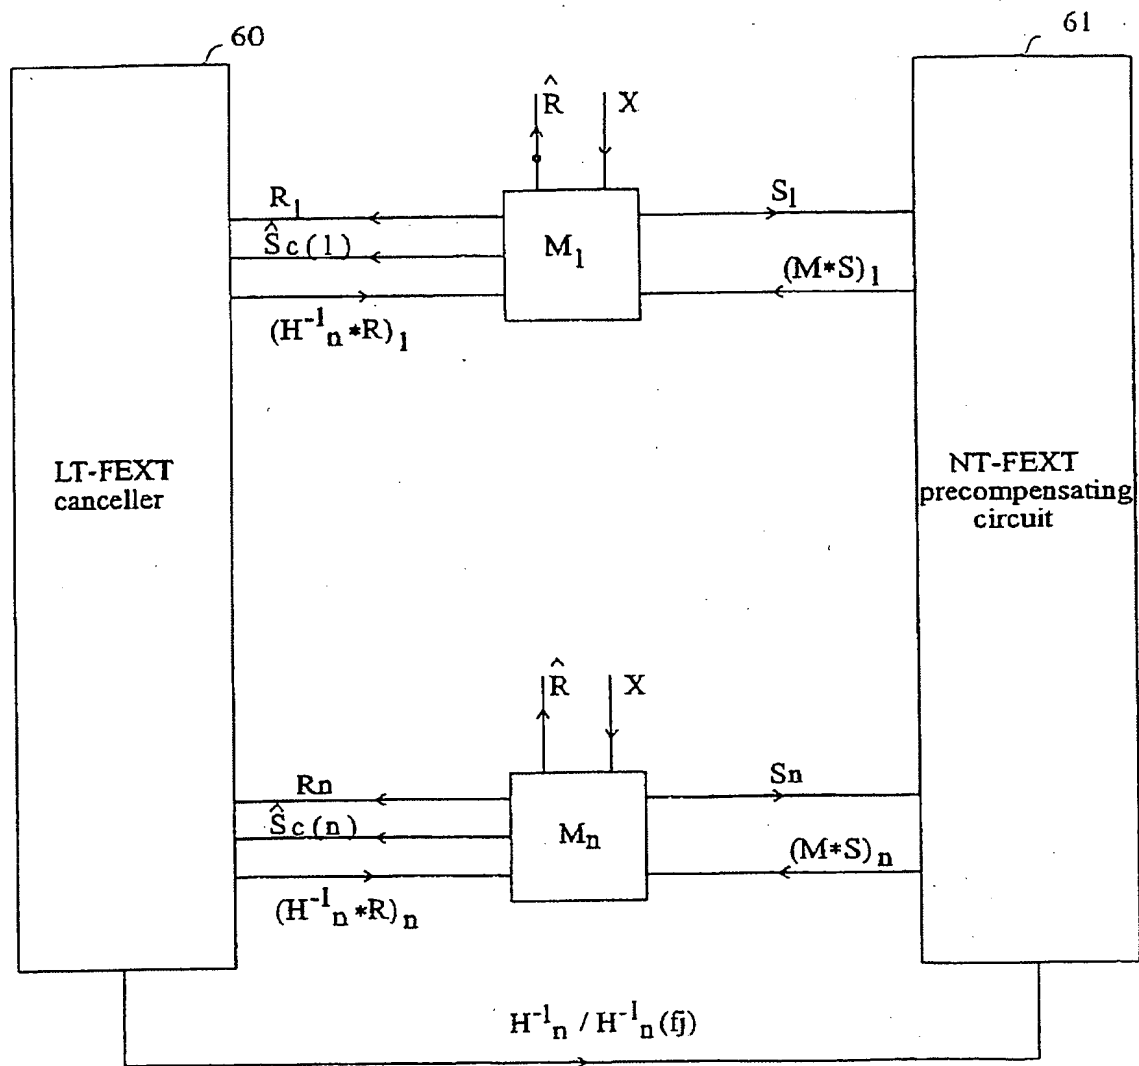 60
61
R̂ X
R₁ S₁
Ŝc(1) M₁
(M*S)₁
(H⁻¹ₙ*R)₁
LT-FEXT
canceller
NT-FEXT
precompensating
circuit
R̂ X
Rn Sn
Ŝc(n) Mₙ
(M*S)ₙ
(H⁻¹ₙ*R)ₙ
H⁻¹ₙ / H⁻¹ₙ(fj)